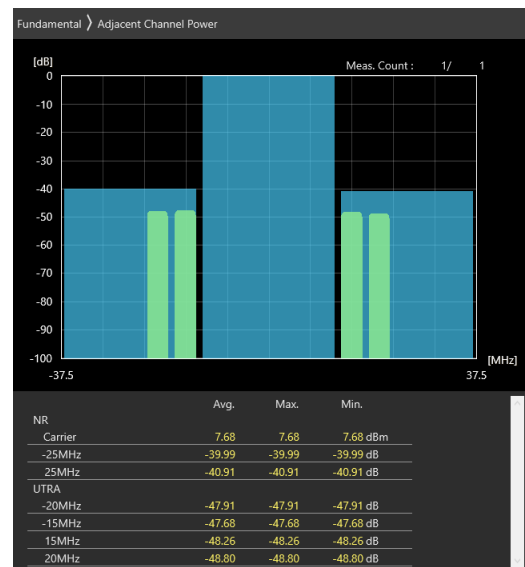 Fundamental 〉 Adjacent Channel Power
[dB]
Meas. Count : 1/ 1
0
-10
-20
-30
-40
-50
-60
-70
-80
-90
-100
[MHz]
-37.5 37.5
Avg. Max. Min.
NR
Carrier 7.68 7.68 7.68 dBm
-25MHz -39.99 -39.99 -39.99 dB
25MHz -40.91 -40.91 -40.91 dB
UTRA
-20MHz -47.91 -47.91 -47.91 dB
-15MHz -47.68 -47.68 -47.68 dB
15MHz -48.26 -48.26 -48.26 dB
20MHz -48.80 -48.80 -48.80 dB